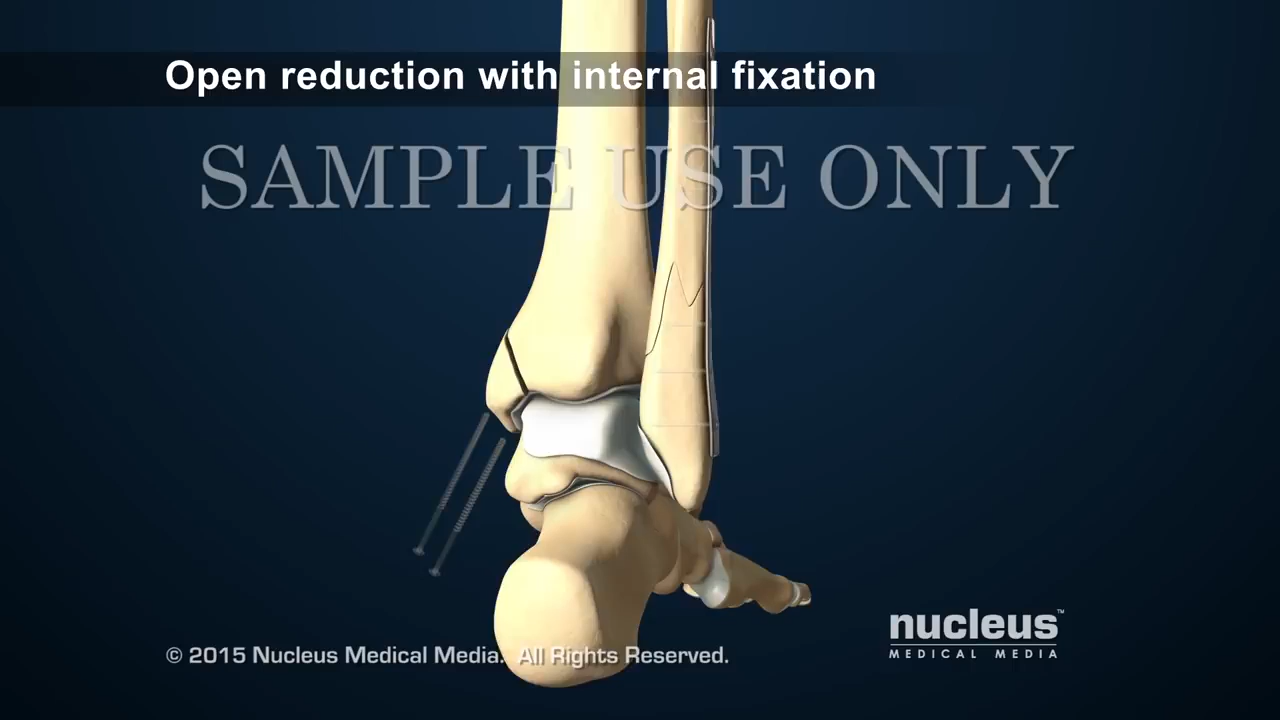 Open reduction with internal fixation
SAMPLE USE ONLY
nucleus™
MEDICAL MEDIA
© 2015 Nucleus Medical Media. All Rights Reserved.